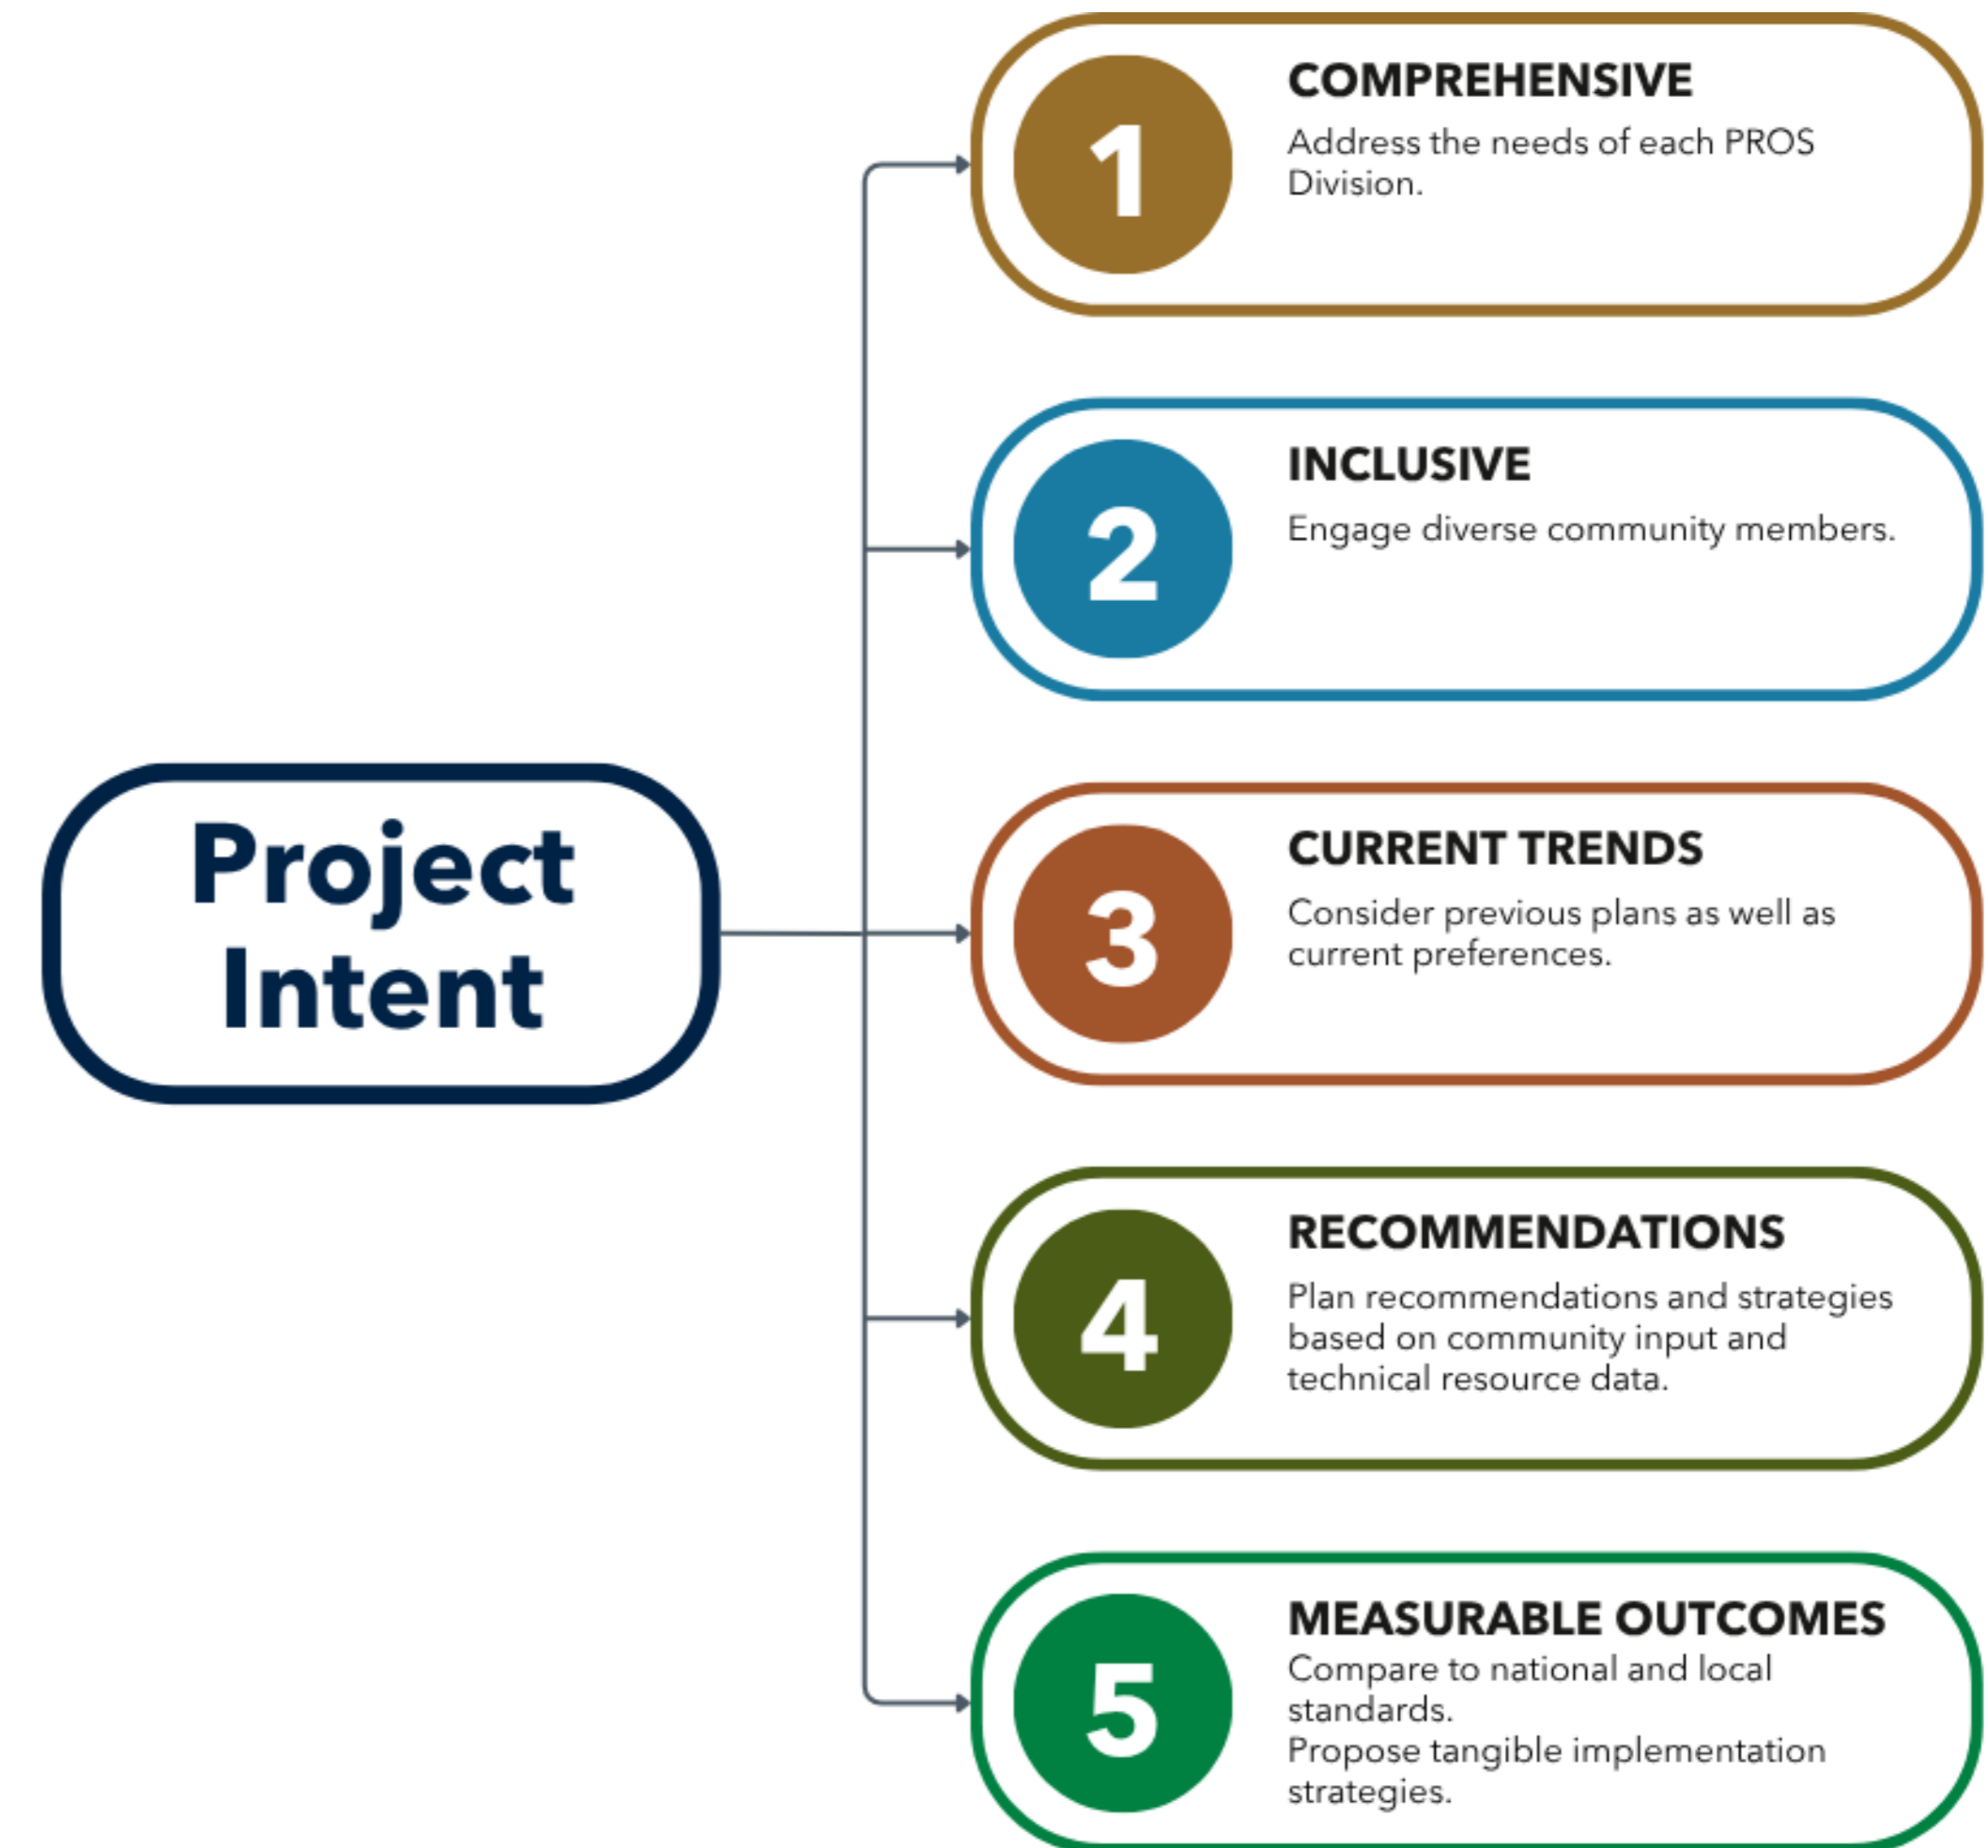 Project
Intent
1
COMPREHENSIVE
Address the needs of each PROS
Division.
2
INCLUSIVE
Engage diverse community members.
3
CURRENT TRENDS
Consider previous plans as well as
current preferences.
4
RECOMMENDATIONS
Plan recommendations and strategies
based on community input and
technical resource data.
5
MEASURABLE OUTCOMES
Compare to national and local
standards.
Propose tangible implementation
strategies.